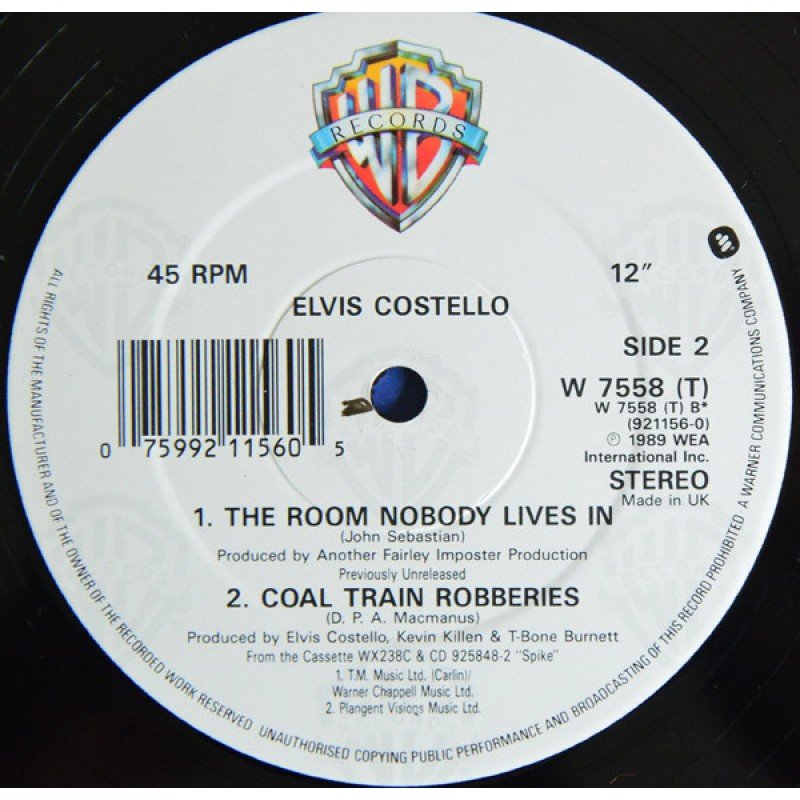 WB
RECORDS
45 RPM
12"
ELVIS COSTELLO
SIDE 2
W 7558 (T)
W 7558 (T) B*
(921156-0)
℗ 1989 WEA
International Inc.
STEREO
Made in UK
0 75992 11560 5
1. THE ROOM NOBODY LIVES IN
(John Sebastian)
Produced by Another Fairley Imposter Production
Previously Unreleased
2. COAL TRAIN ROBBERIES
(D. P. A. Macmanus)
Produced by Elvis Costello, Kevin Killen & T-Bone Burnett
From the Cassette WX238C & CD 925848-2 "Spike"
1. T.M. Music Ltd. (Carlin)/
Warner Chappell Music Ltd.
2. Plangent Visions Music Ltd.
ALL RIGHTS OF THE MANUFACTURER AND OF THE OWNER OF THE RECORDED WORK RESERVED UNAUTHORISED COPYING PUBLIC PERFORMANCE AND BROADCASTING OF THIS RECORD PROHIBITED A WARNER COMMUNICATIONS COMPANY